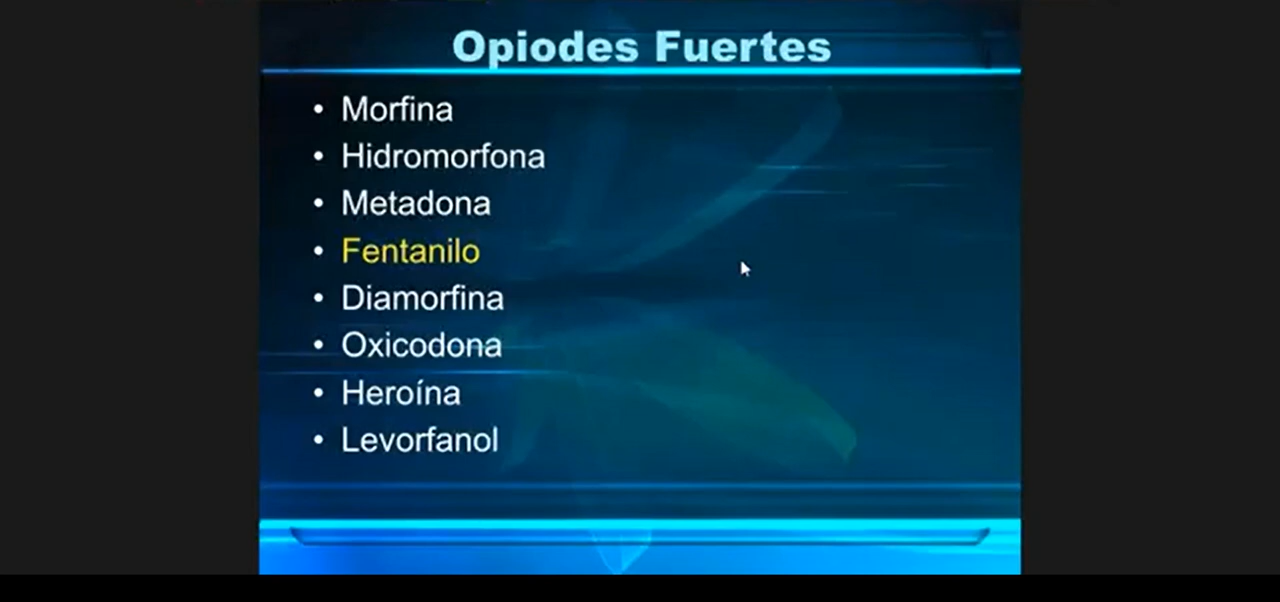 Opiodes Fuertes
• Morfina
• Hidromorfona
• Metadona
• Fentanilo
• Diamorfina
• Oxicodona
• Heroína
• Levorfanol